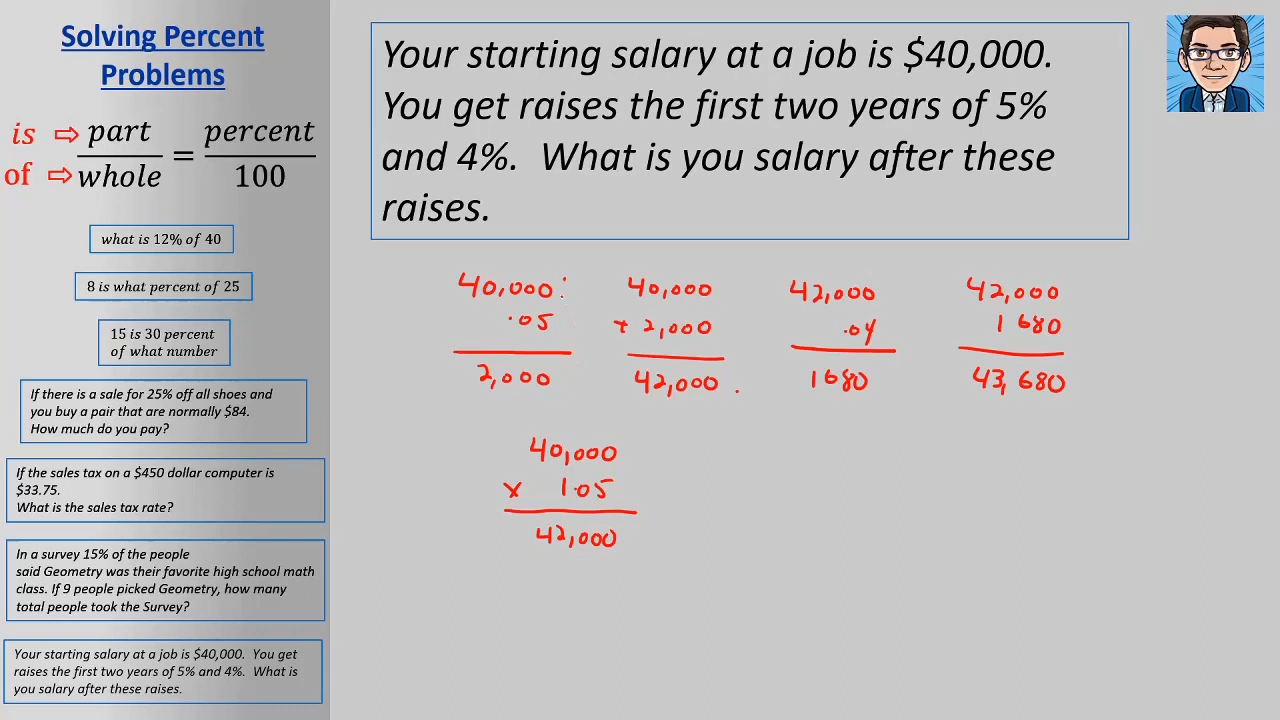 Solving Percent
Problems
is ⇨ part / whole = percent / 100
of ⇨
what is 12% of 40
8 is what percent of 25
15 is 30 percent
of what number
If there is a sale for 25% off all shoes and
you buy a pair that are normally $84.
How much do you pay?
If the sales tax on a $450 dollar computer is
$33.75.
What is the sales tax rate?
In a survey 15% of the people
said Geometry was their favorite high school math
class. If 9 people picked Geometry, how many
total people took the Survey?
Your starting salary at a job is $40,000. You get
raises the first two years of 5% and 4%. What is
you salary after these raises.
Your starting salary at a job is $40,000.
You get raises the first two years of 5%
and 4%. What is you salary after these
raises.
40,000
.05
2,000
40,000
+ 2,000
42,000
42,000
.04
1680
42,000
1680
43,680
40,000
x 1.05
42,000